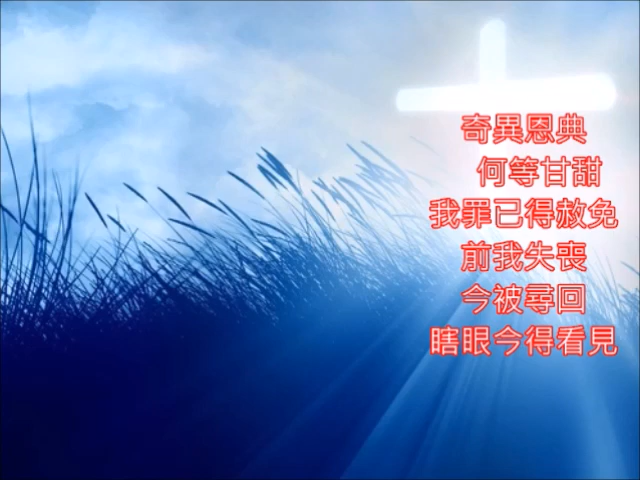 奇異恩典
何等甘甜
我罪已得赦免
前我失喪
今被尋回
瞎眼今得看見